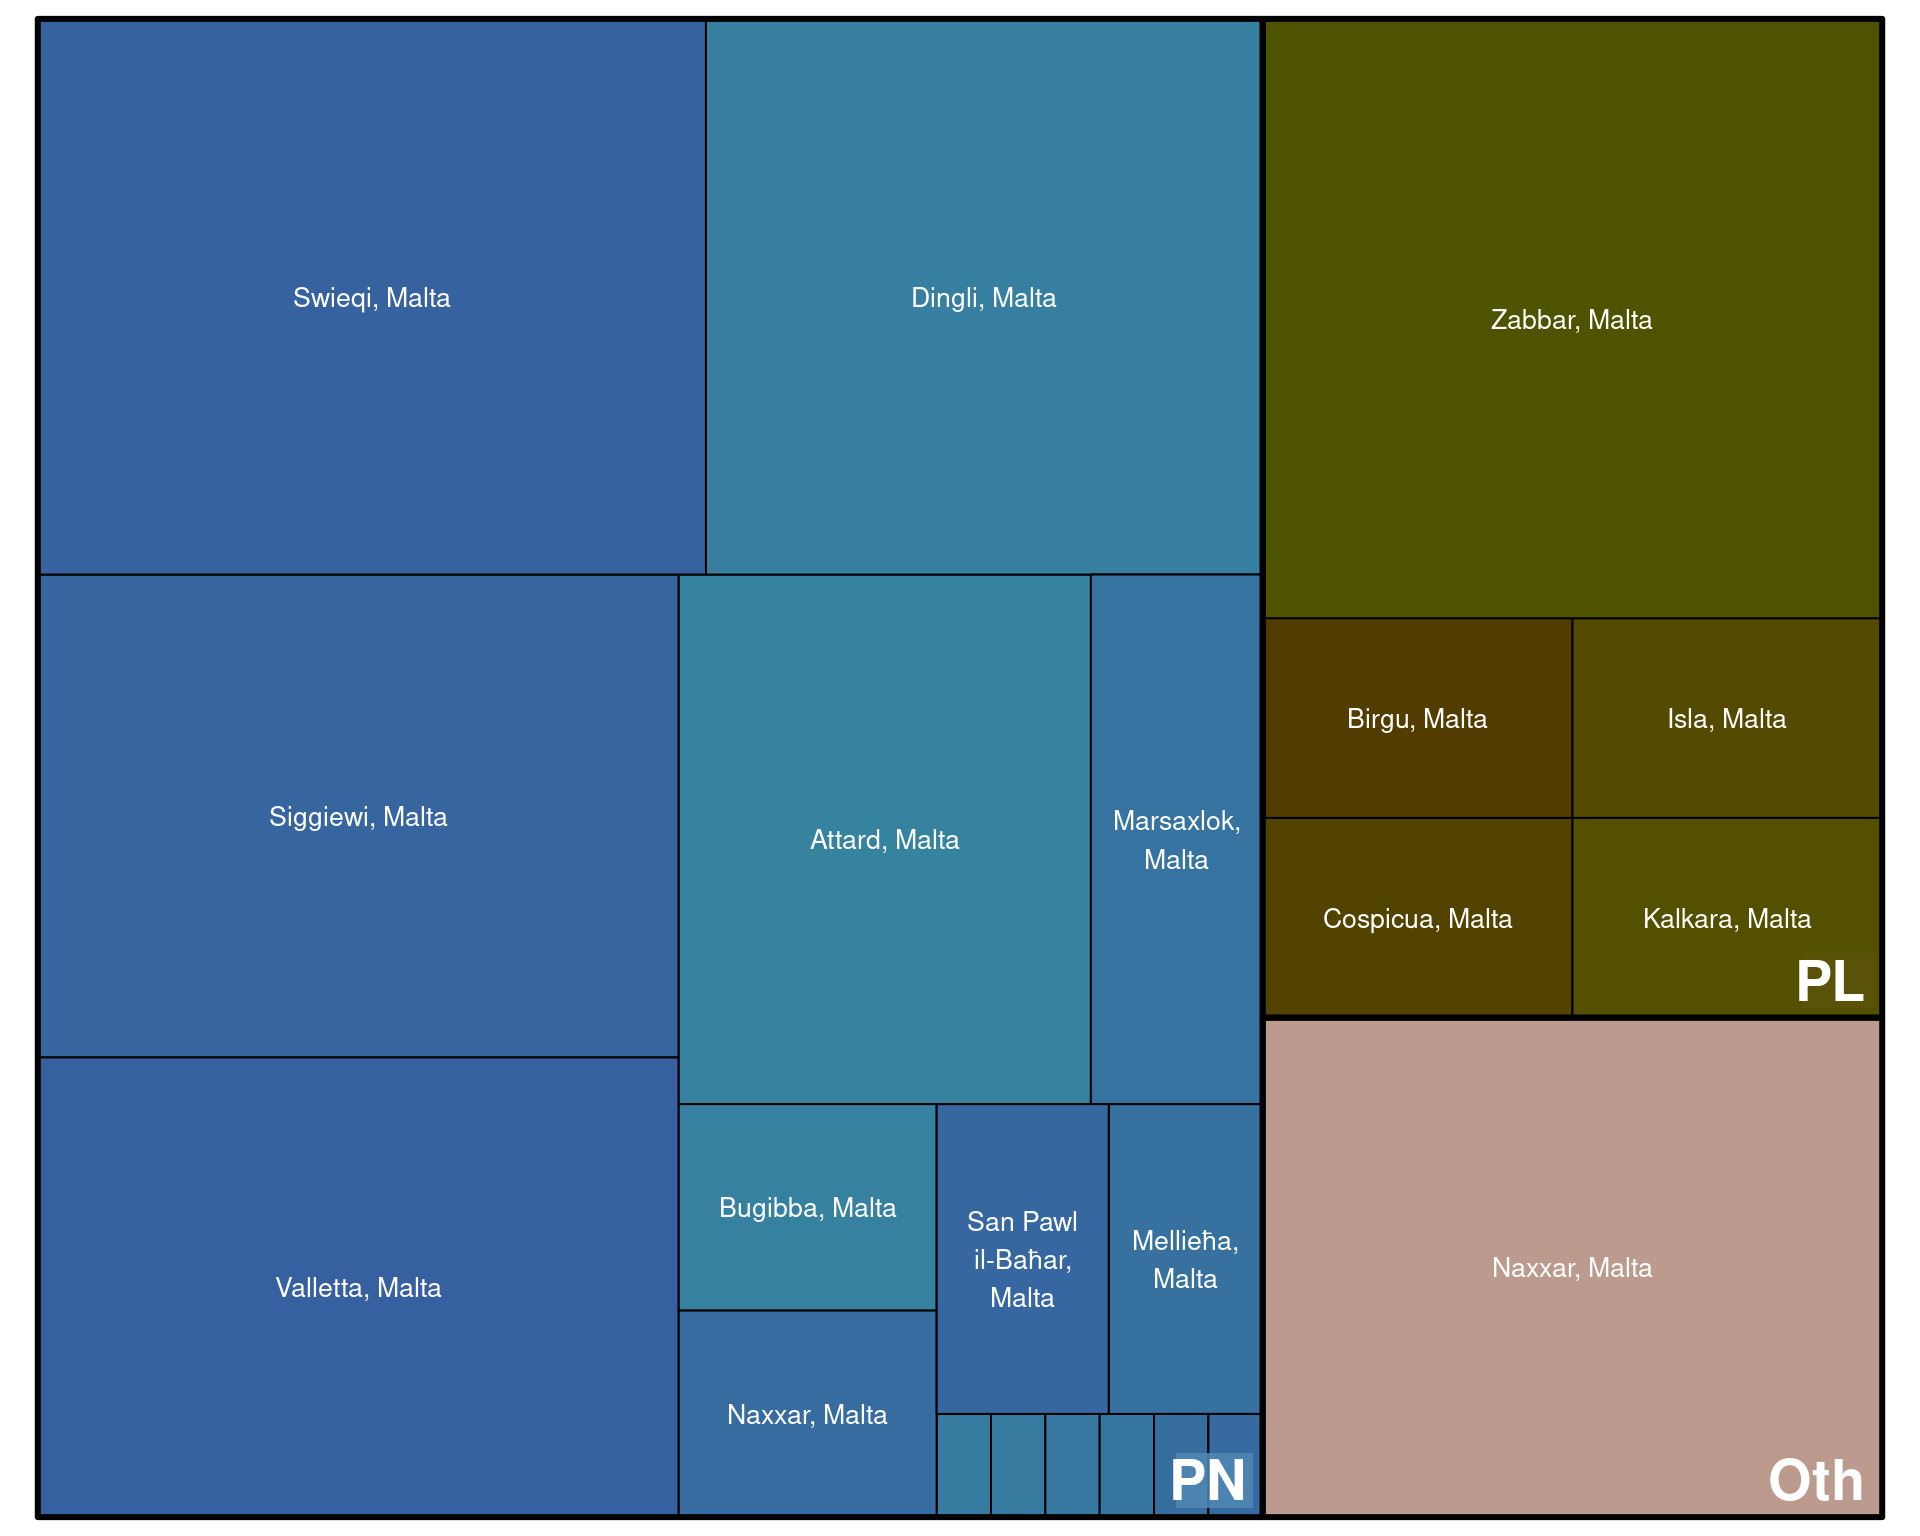 Swieqi, Malta
Dingli, Malta
Zabbar, Malta
Siggiewi, Malta
Attard, Malta
Marsaxlok,
Malta
Birgu, Malta
Isla, Malta
Cospicua, Malta
Kalkara, Malta
PL
Valletta, Malta
Bugibba, Malta
San Pawl
il-Baħar,
Malta
Mellieħa,
Malta
Naxxar, Malta
PN
Naxxar, Malta
Oth